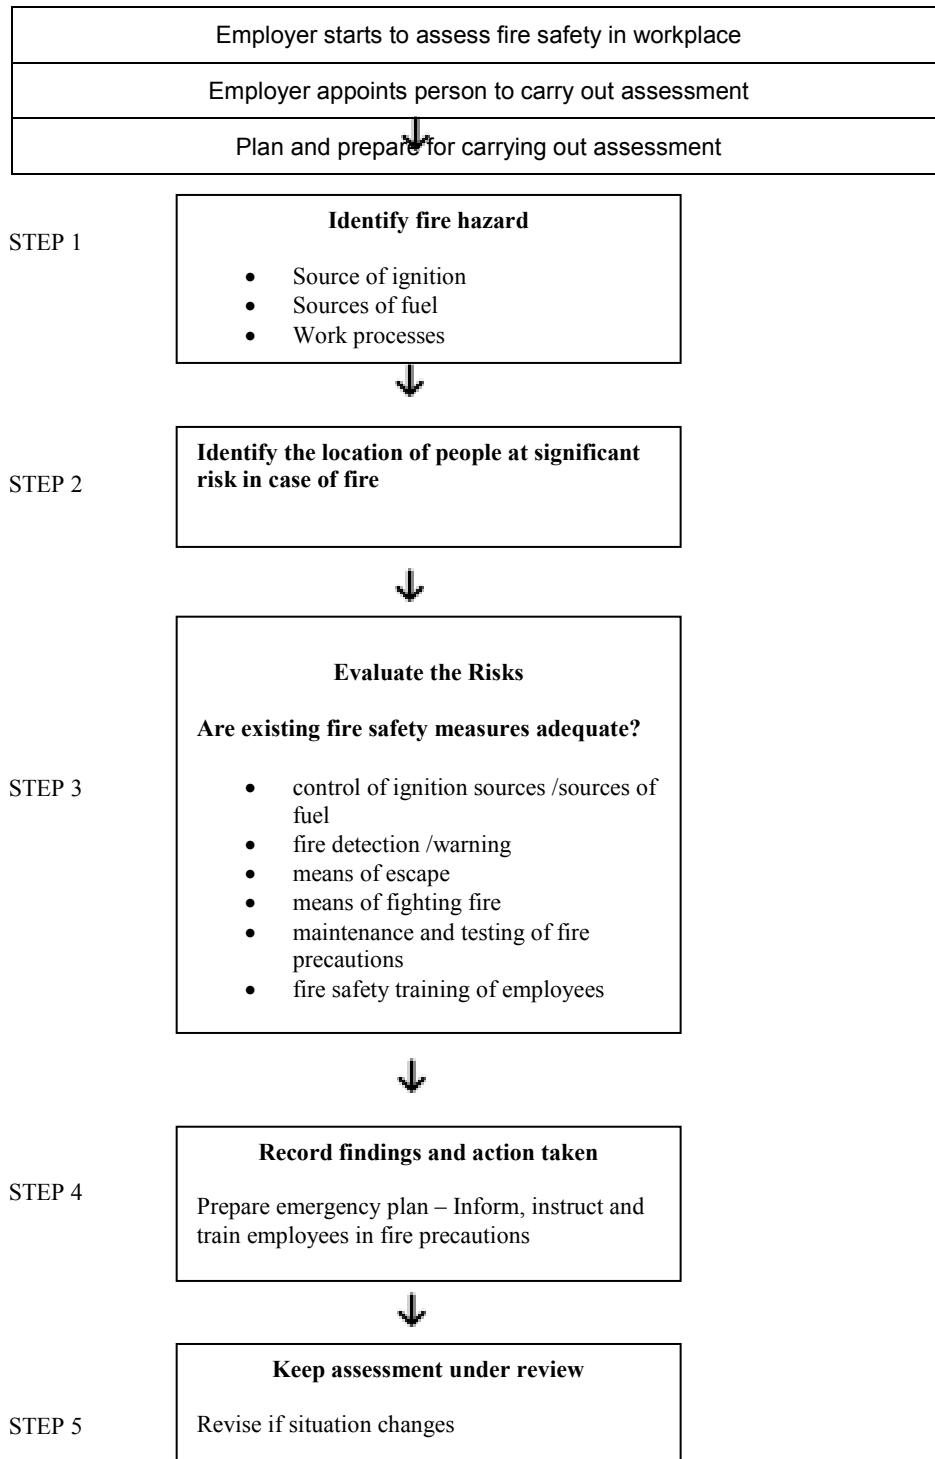 Employer starts to assess fire safety in workplace
Employer appoints person to carry out assessment
Plan and prepare for carrying out assessment
STEP 1
Identify fire hazard
• Source of ignition
• Sources of fuel
• Work processes
STEP 2
Identify the location of people at significant
risk in case of fire
STEP 3
Evaluate the Risks
Are existing fire safety measures adequate?
• control of ignition sources /sources of
fuel
• fire detection /warning
• means of escape
• means of fighting fire
• maintenance and testing of fire
precautions
• fire safety training of employees
STEP 4
Record findings and action taken
Prepare emergency plan – Inform, instruct and
train employees in fire precautions
STEP 5
Keep assessment under review
Revise if situation changes